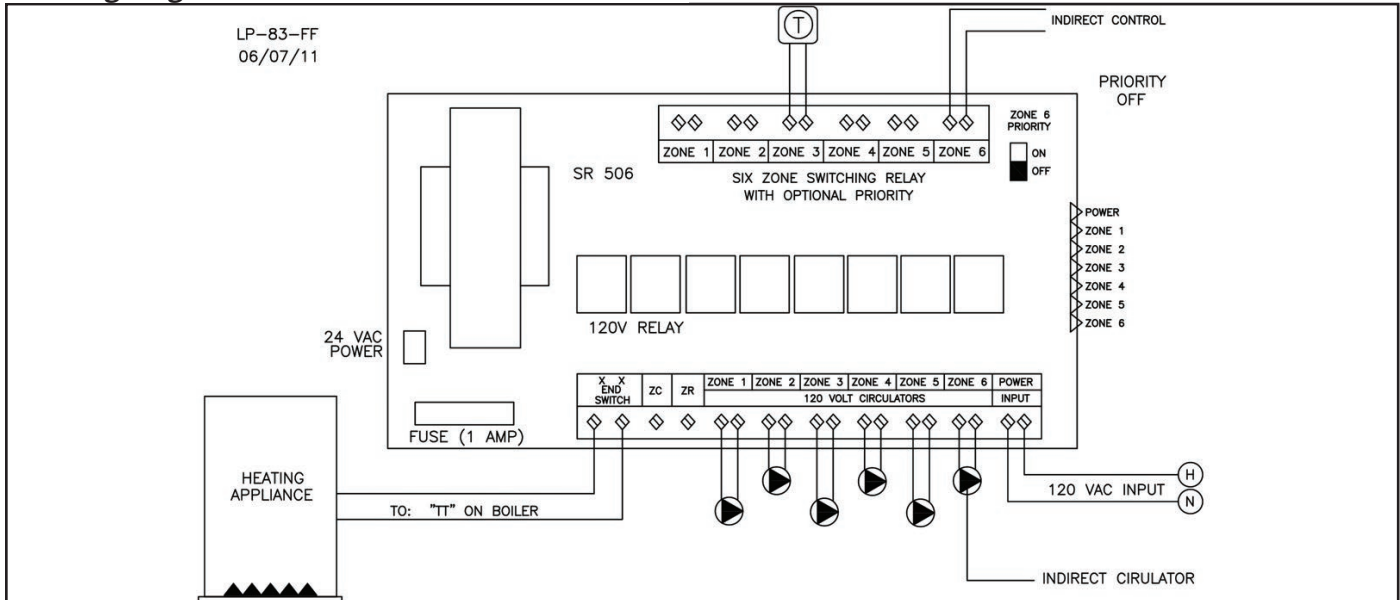 LP-83-FF
06/07/11
T
INDIRECT CONTROL
PRIORITY
OFF
ZONE 6
PRIORITY
ON
OFF
ZONE 1 ZONE 2 ZONE 3 ZONE 4 ZONE 5 ZONE 6
SR 506
SIX ZONE SWITCHING RELAY
WITH OPTIONAL PRIORITY
POWER
ZONE 1
ZONE 2
ZONE 3
ZONE 4
ZONE 5
ZONE 6
120V RELAY
24 VAC
POWER
FUSE (1 AMP)
X X
END
SWITCH
ZC
ZR
ZONE 1 ZONE 2 ZONE 3 ZONE 4 ZONE 5 ZONE 6
120 VOLT CIRCULATORS
POWER
INPUT
HEATING
APPLIANCE
TO: "TT" ON BOILER
120 VAC INPUT
H
N
INDIRECT CIRULATOR